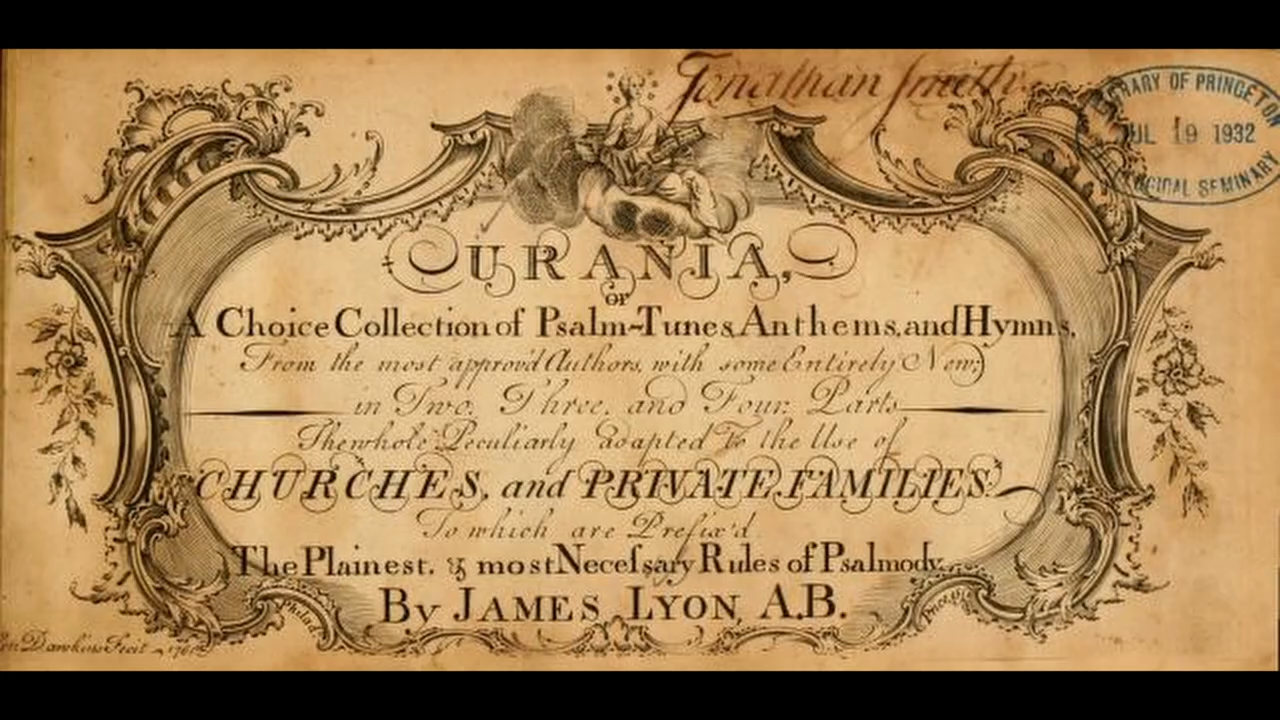 Jonathan Smith
LIBRARY OF PRINCETON
JUL 19 1932
THEOLOGICAL SEMINARY
URANIA,
or
A Choice Collection of Psalm-Tunes, Anthems, and Hymns,
From the most approv'd Authors, with some Entirely New;
in Two, Three, and Four, Parts
The whole Peculiarly adapted to the Use of
CHURCHES, and PRIVATE FAMILIES:
To which are Prefix'd
The Plainest, & most Neceſsary Rules of Psalmody.
By JAMES LYON, A.B.
Dawkins Fecit